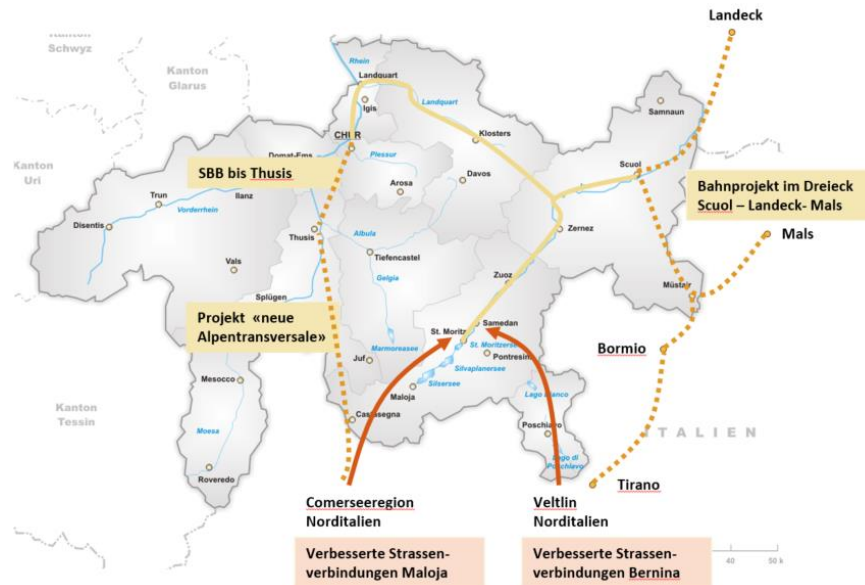 Landeck
Kanton
Schwyz
Rhein
Landquart
Kanton
Glarus
Igis
Landquart
Samnaun
CHUR
Klosters
Domat-Ems
Plessur
SBB bis Thusis
Scuol
Kanton
Uri
Trun
Ilanz
Arosa
Davos
Bahnprojekt im Dreieck
Scuol – Landeck- Mals
Vorderrhein
Disentis
Thusis
Albula
Zernez
Mals
Tiefencastel
Vals
Gelgia
Zuoz
Splügen
Müstair
Projekt «neue
Alpentransversale»
Marmoreasee
St. Moritz
Samedan
St. Moritzersee
Bormio
Juf
Pontresina
Silvaplanersee
Mesocco
Silsersee
Maloja
Lago Bianco
Kanton
Tessin
Castasegna
Moesa
Poschiavo
ITALIEN
Lago di
Poschiavo
Roveredo
Tirano
Comerseeregion
Norditalien
Veltlin
Norditalien
Verbesserte Strassen-
verbindungen Maloja
Verbesserte Strassen-
verbindungen Bernina
40
50 k